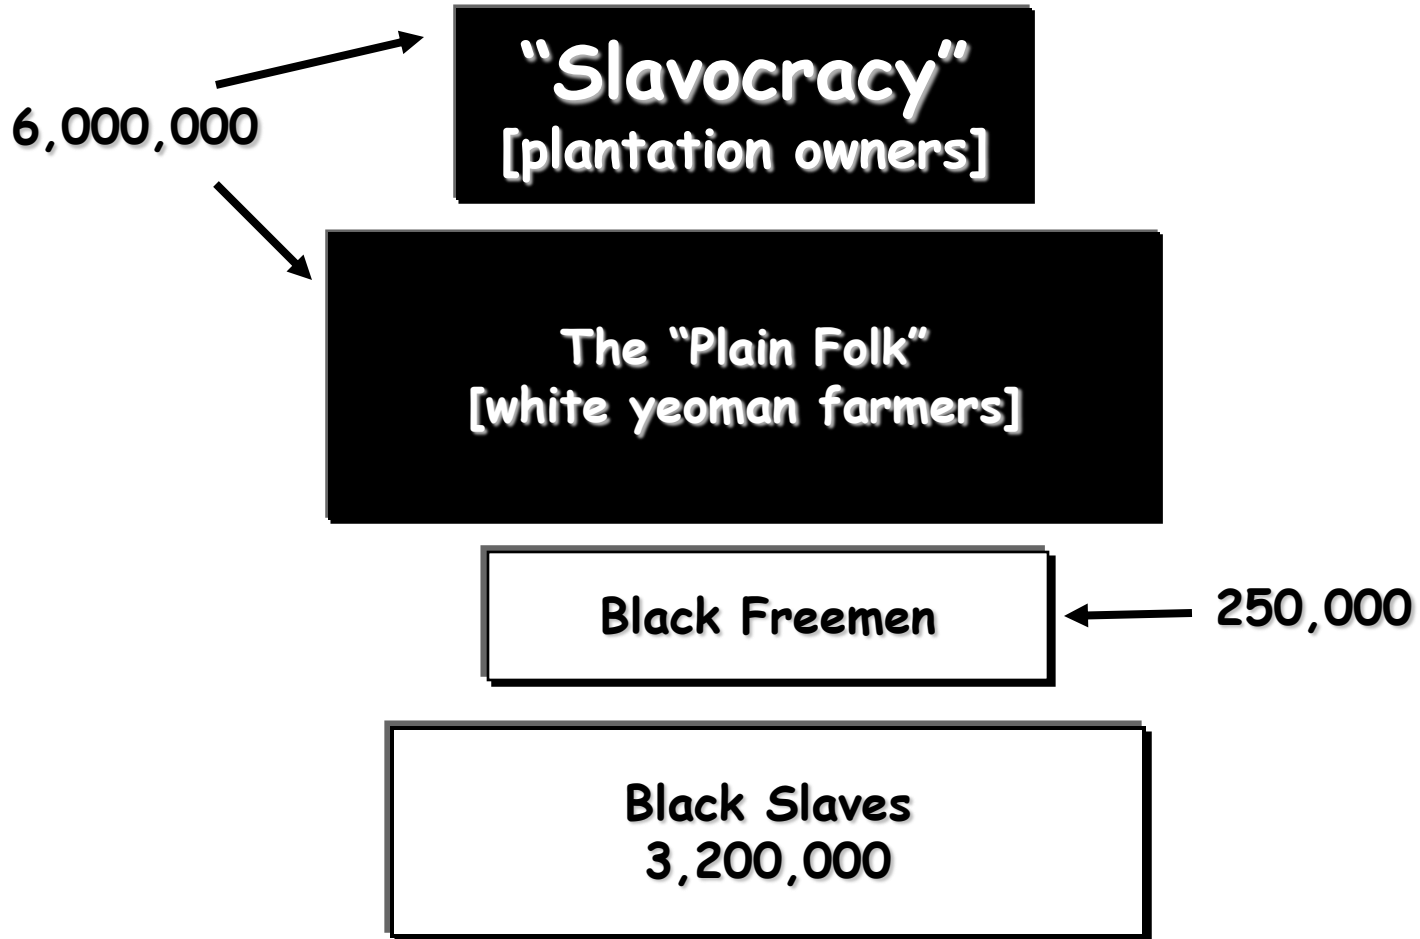 “Slavocracy”
[plantation owners]
6,000,000
The “Plain Folk”
[white yeoman farmers]
Black Freemen
250,000
Black Slaves
3,200,000